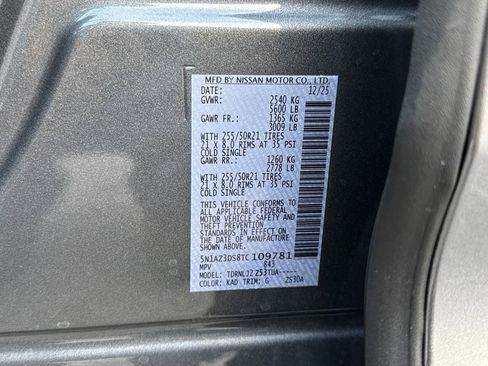 MFD BY NISSAN MOTOR CO., LTD.
DATE: 12/25
GVWR: 2540 KG
5600 LB
GAWR FR.: 1365 KG
3009 LB
WITH 255/50R21 TIRES
21 X 8.0 RIMS AT 35 PSI
COLD SINGLE
GAWR RR.: 1260 KG
2778 LB
WITH 255/50R21 TIRES
21 X 8.0 RIMS AT 35 PSI
COLD SINGLE
THIS VEHICLE CONFORMS TO
ALL APPLICABLE FEDERAL
MOTOR VEHICLE SAFETY AND
THEFT PREVENTION
STANDARDS IN EFFECT ON
THE DATE OF MANUFACTURE
SHOWN ABOVE.
5N1AZ3DS8TC109781
MPV 843
MODEL: TDRNLJZZ53TUA-----
COLOR: KAD TRIM: G ZS3DA